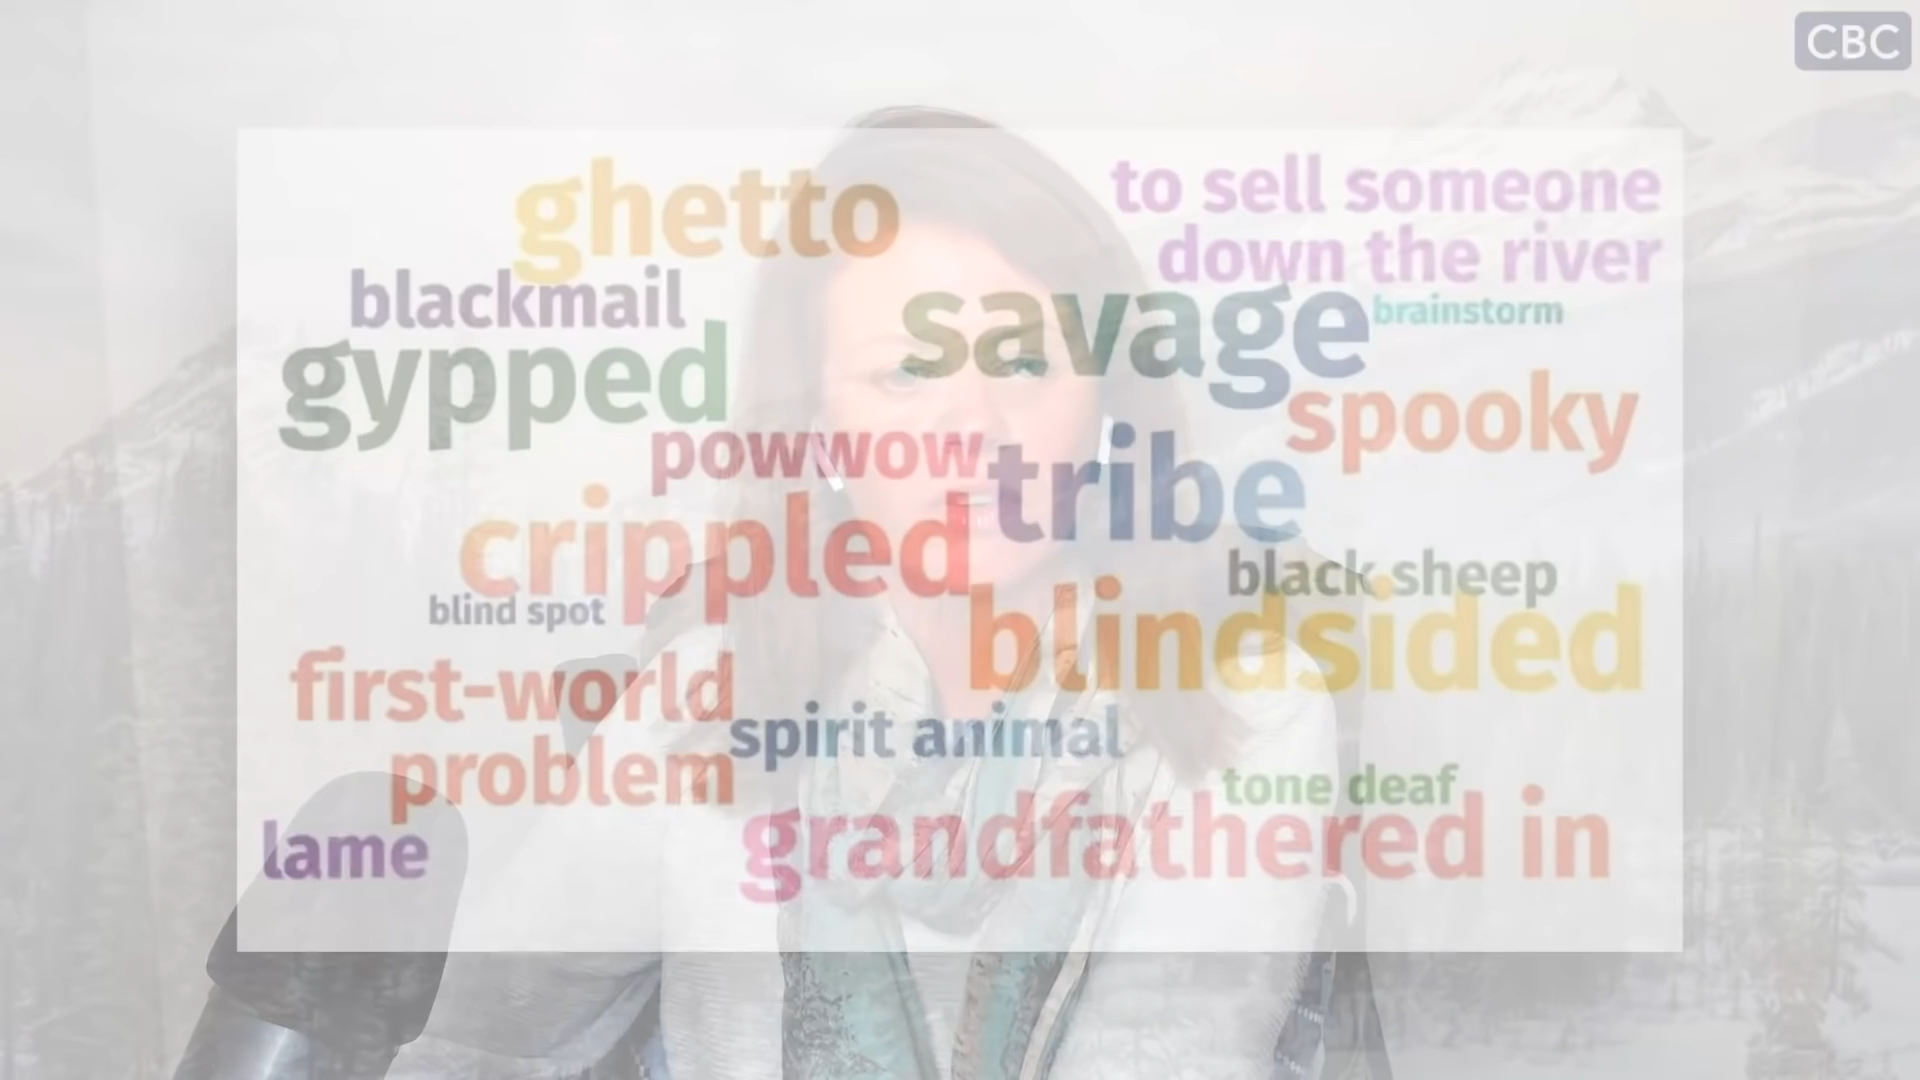 CBC
ghetto
to sell someone
down the river
blackmail
savage
brainstorm
gypped
spooky
powwow
tribe
crippled
black sheep
blind spot
blindsided
first-world
problem
spirit animal
tone deaf
lame
grandfathered in